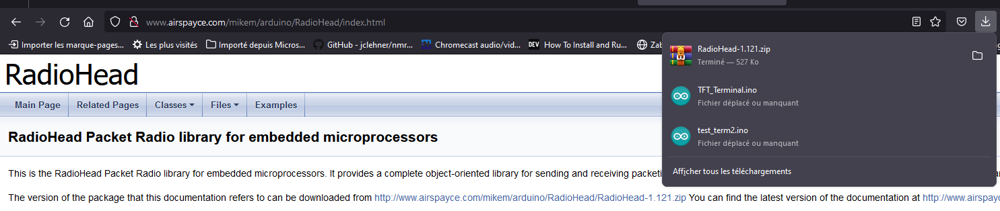 www.airspayce.com/mikem/arduino/RadioHead/index.html
Importer les marque-pages... Les plus visités Importé depuis Micros... GitHub - jclehner/nmr... Chromecast audio/vid... DEV How To Install and Ru... Zab
RadioHead-1.121.zip
Terminé — 527 Ko
TFT_Terminal.ino
Fichier déplacé ou manquant
test_term2.ino
Fichier déplacé ou manquant
Afficher tous les téléchargements
RadioHead
Main Page Related Pages Classes Files Examples
RadioHead Packet Radio library for embedded microprocessors
This is the RadioHead Packet Radio library for embedded microprocessors. It provides a complete object-oriented library for sending and receiving packeti
The version of the package that this documentation refers to can be downloaded from http://www.airspayce.com/mikem/arduino/RadioHead/RadioHead-1.121.zip You can find the latest version of the documentation at http://www.airspayc